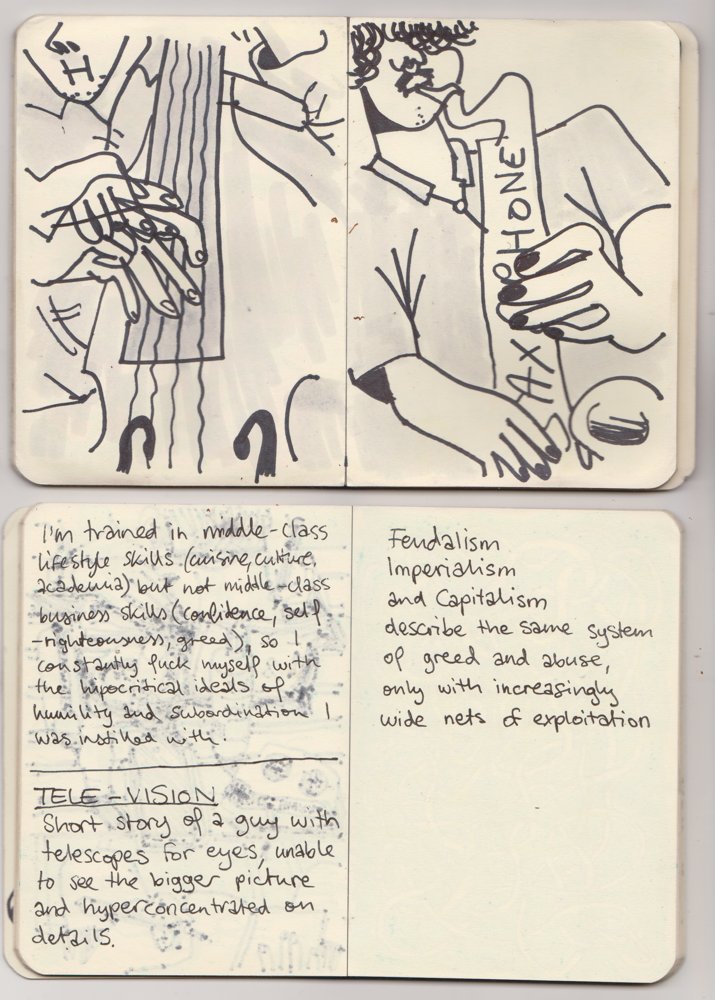 PHONE
AX
I'm trained in middle-class
lifestyle skills (cuisine, culture,
academia) but not middle-class
business skills (confidence, self
-righteousness, greed), so I
constantly fuck myself with
the hipocritical ideals of
humility and subordination I
was instilled with.
TELE-VISION
Short story of a guy with
telescopes for eyes, unable
to see the bigger picture
and hyperconcentrated on
details.
Feudalism
Imperialism
and Capitalism
describe the same system
of greed and abuse,
only with increasingly
wide nets of exploitation